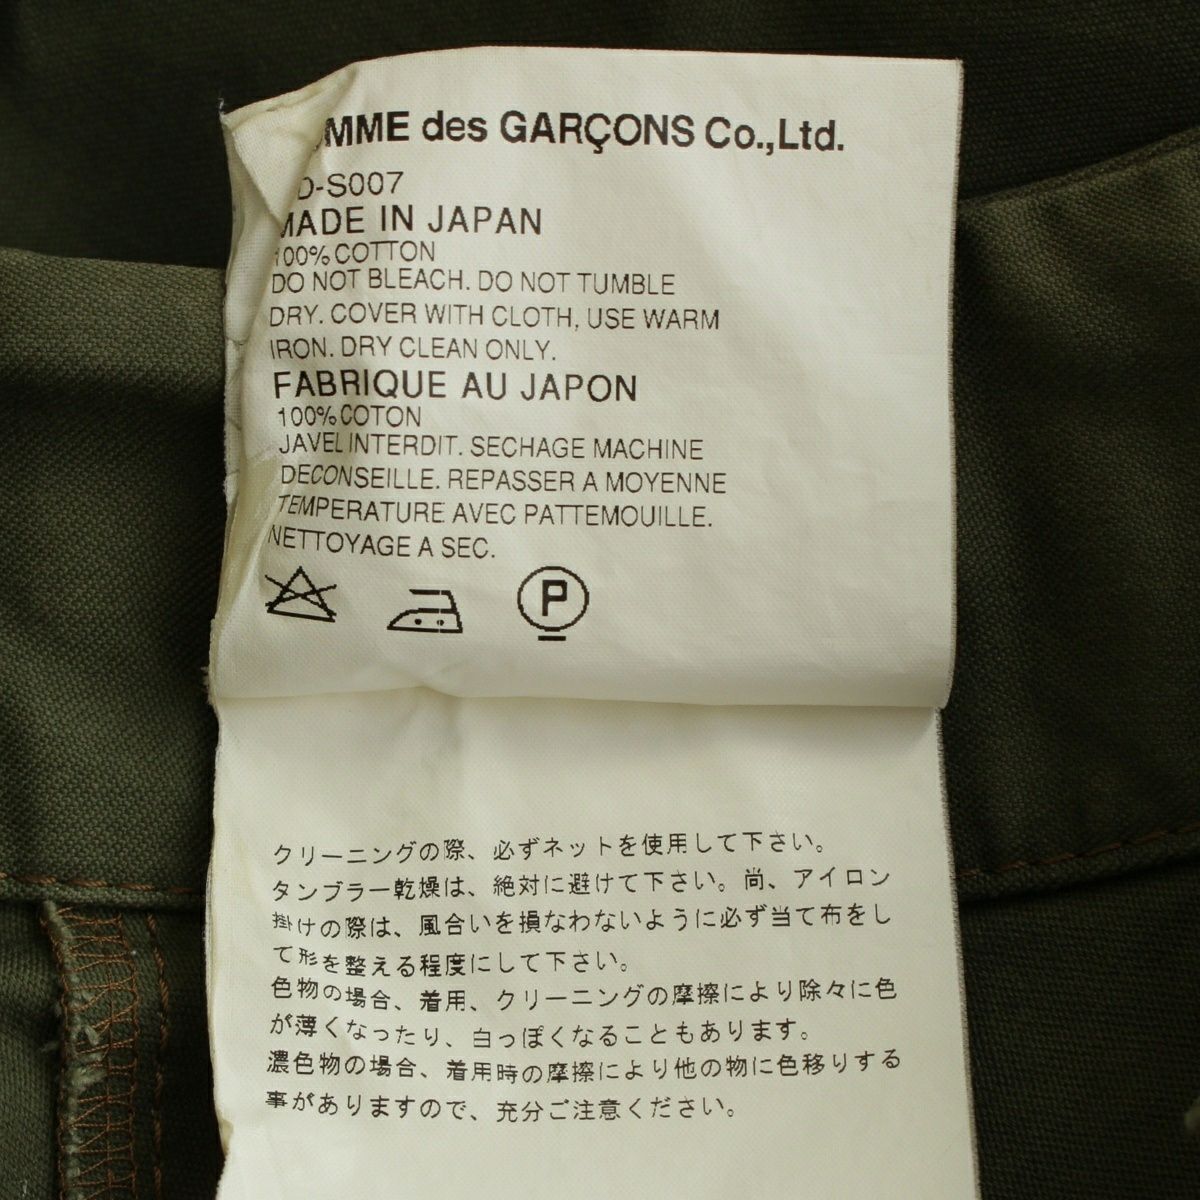 MME des GARÇONS Co.,Ltd.
D-S007
MADE IN JAPAN
100% COTTON
DO NOT BLEACH. DO NOT TUMBLE
DRY. COVER WITH CLOTH, USE WARM
IRON. DRY CLEAN ONLY.
FABRIQUE AU JAPON
100% COTON
JAVEL INTERDIT. SECHAGE MACHINE
DECONSEILLE. REPASSER A MOYENNE
TEMPERATURE AVEC PATTEMOUILLE.
NETTOYAGE A SEC.
P
クリーニングの際、必ずネットを使用して下さい。
タンブラー乾燥は、絶対に避けて下さい。尚、アイロン
掛けの際は、風合いを損なわないように必ず当て布をし
て形を整える程度にして下さい。
色物の場合、着用、クリーニングの摩擦により除々に色
が薄くなったり、白っぽくなることもあります。
濃色物の場合、着用時の摩擦により他の物に色移りする
事がありますので、充分ご注意ください。